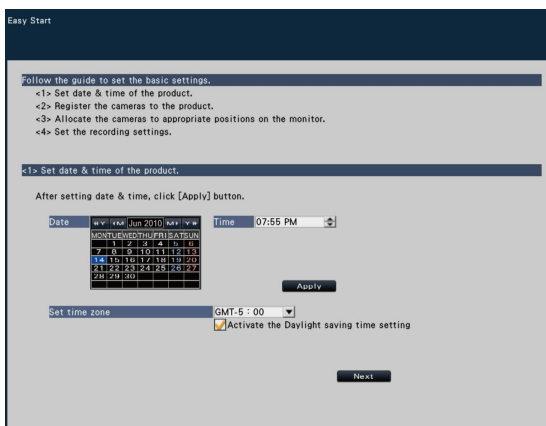 Easy Start
Follow the guide to set the basic settings.
<1> Set date & time of the product.
<2> Register the cameras to the product.
<3> Allocate the cameras to appropriate positions on the monitor.
<4> Set the recording settings.
<1> Set date & time of the product.
After setting date & time, click [Apply] button.
Date ◀◀Y ◀M Jun 2010 M▶ Y▶▶ Time 07:55 PM
MON TUE WED THU FRI SAT SUN
1 2 3 4 5 6
7 8 9 10 11 12 13
14 15 16 17 18 19 20
21 22 23 24 25 26 27
28 29 30
Apply
Set time zone GMT-5 : 00
Activate the Daylight saving time setting
Next